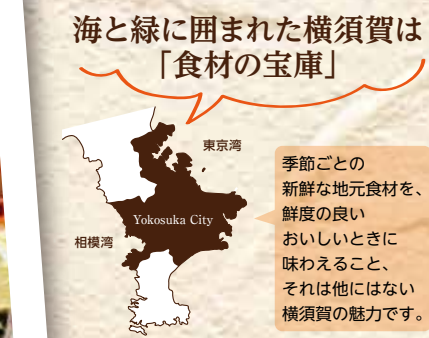 海と緑に囲まれた横須賀は
「食材の宝庫」
東京湾
Yokosuka City
相模湾
季節ごとの
新鮮な地元食材を、
鮮度の良い
おいしいときに
味わえること、
それは他にはない
横須賀の魅力です。